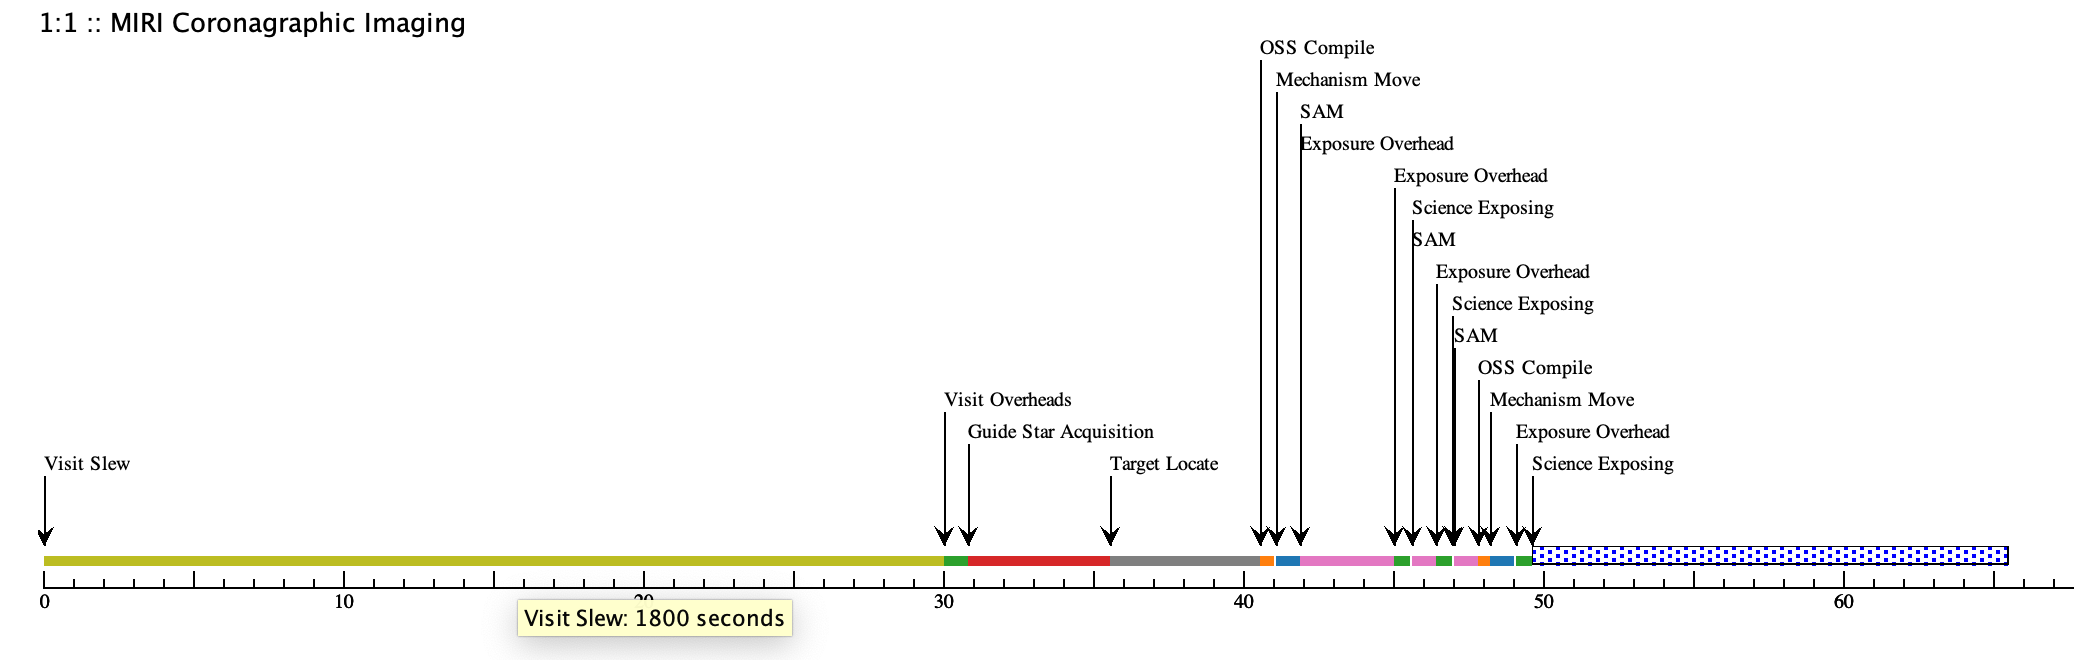 1:1 :: MIRI Coronagraphic Imaging
OSS Compile
Mechanism Move
SAM
Exposure Overhead
Exposure Overhead
Science Exposing
SAM
Exposure Overhead
Science Exposing
SAM
OSS Compile
Visit Overheads
Mechanism Move
Guide Star Acquisition
Exposure Overhead
Visit Slew
Target Locate
Science Exposing
0 10 20 30 40 50 60
Visit Slew: 1800 seconds